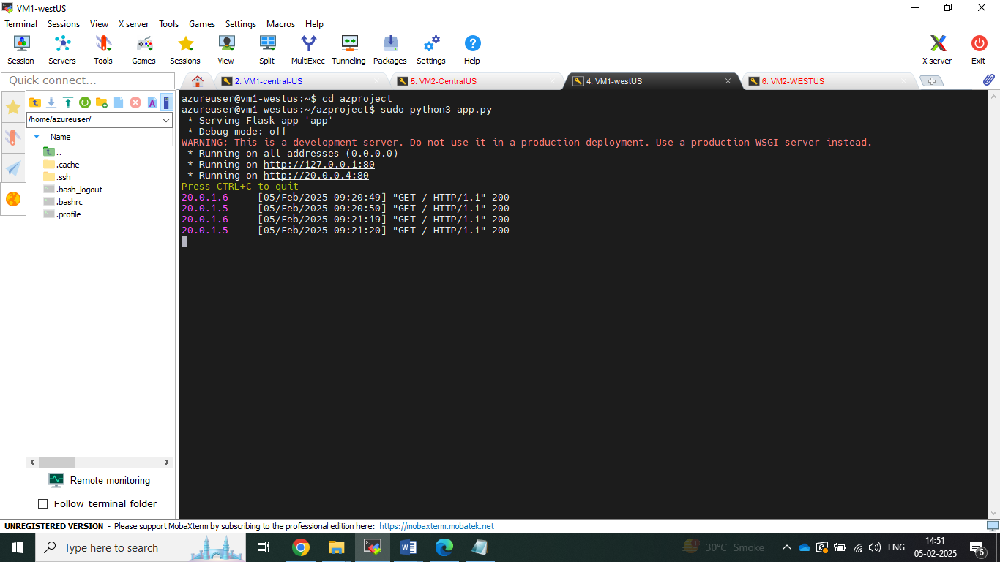 VM1-westUS
Terminal Sessions View X server Tools Games Settings Macros Help
Session Servers Tools Games Sessions View Split MultiExec Tunneling Packages Settings Help X server Exit
Quick connect...
2. VM1-central-US
5. VM2-CentralUS
4. VM1-westUS
6. VM2-WESTUS
/home/azureuser/
Name
..
.cache
.ssh
.bash_logout
.bashrc
.profile
Remote monitoring
Follow terminal folder
azureuser@vm1-westus:~$ cd azproject
azureuser@vm1-westus:~/azproject$ sudo python3 app.py
* Serving Flask app 'app'
* Debug mode: off
WARNING: This is a development server. Do not use it in a production deployment. Use a production WSGI server instead.
* Running on all addresses (0.0.0.0)
* Running on http://127.0.0.1:80
* Running on http://20.0.0.4:80
Press CTRL+C to quit
20.0.1.6 - - [05/Feb/2025 09:20:49] "GET / HTTP/1.1" 200 -
20.0.1.5 - - [05/Feb/2025 09:20:50] "GET / HTTP/1.1" 200 -
20.0.1.6 - - [05/Feb/2025 09:21:19] "GET / HTTP/1.1" 200 -
20.0.1.5 - - [05/Feb/2025 09:21:20] "GET / HTTP/1.1" 200 -
UNREGISTERED VERSION - Please support MobaXterm by subscribing to the professional edition here: https://mobaxterm.mobatek.net
Type here to search
30°C Smoke
ENG
14:51
05-02-2025
6